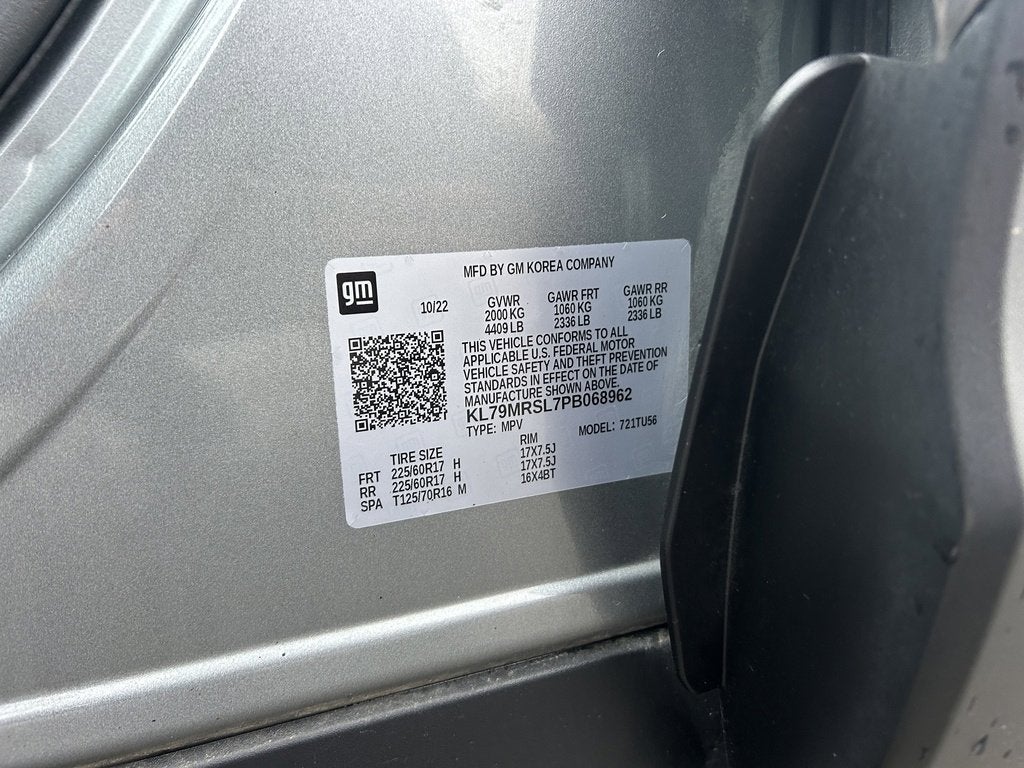 gm
MFD BY GM KOREA COMPANY
10/22
GVWR GAWR FRT GAWR RR
2000 KG 1060 KG 1060 KG
4409 LB 2336 LB 2336 LB
THIS VEHICLE CONFORMS TO ALL
APPLICABLE U.S. FEDERAL MOTOR
VEHICLE SAFETY AND THEFT PREVENTION
STANDARDS IN EFFECT ON THE DATE OF
MANUFACTURE SHOWN ABOVE.
KL79MRSL7PB068962
TYPE: MPV MODEL: 721TU56
TIRE SIZE RIM
FRT 225/60R17 H 17X7.5J
RR 225/60R17 H 17X7.5J
SPA T125/70R16 M 16X4BT